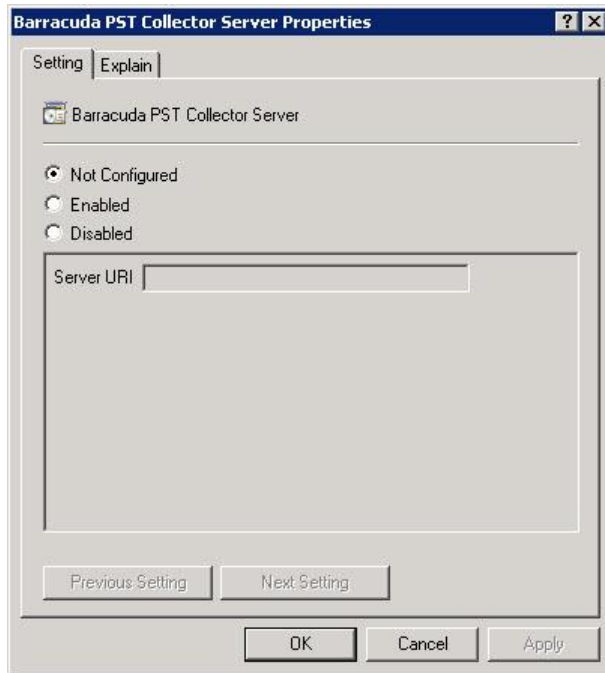 Barracuda PST Collector Server Properties
Setting
Explain
Barracuda PST Collector Server
Not Configured
Enabled
Disabled
Server URI
Previous Setting
Next Setting
OK
Cancel
Apply